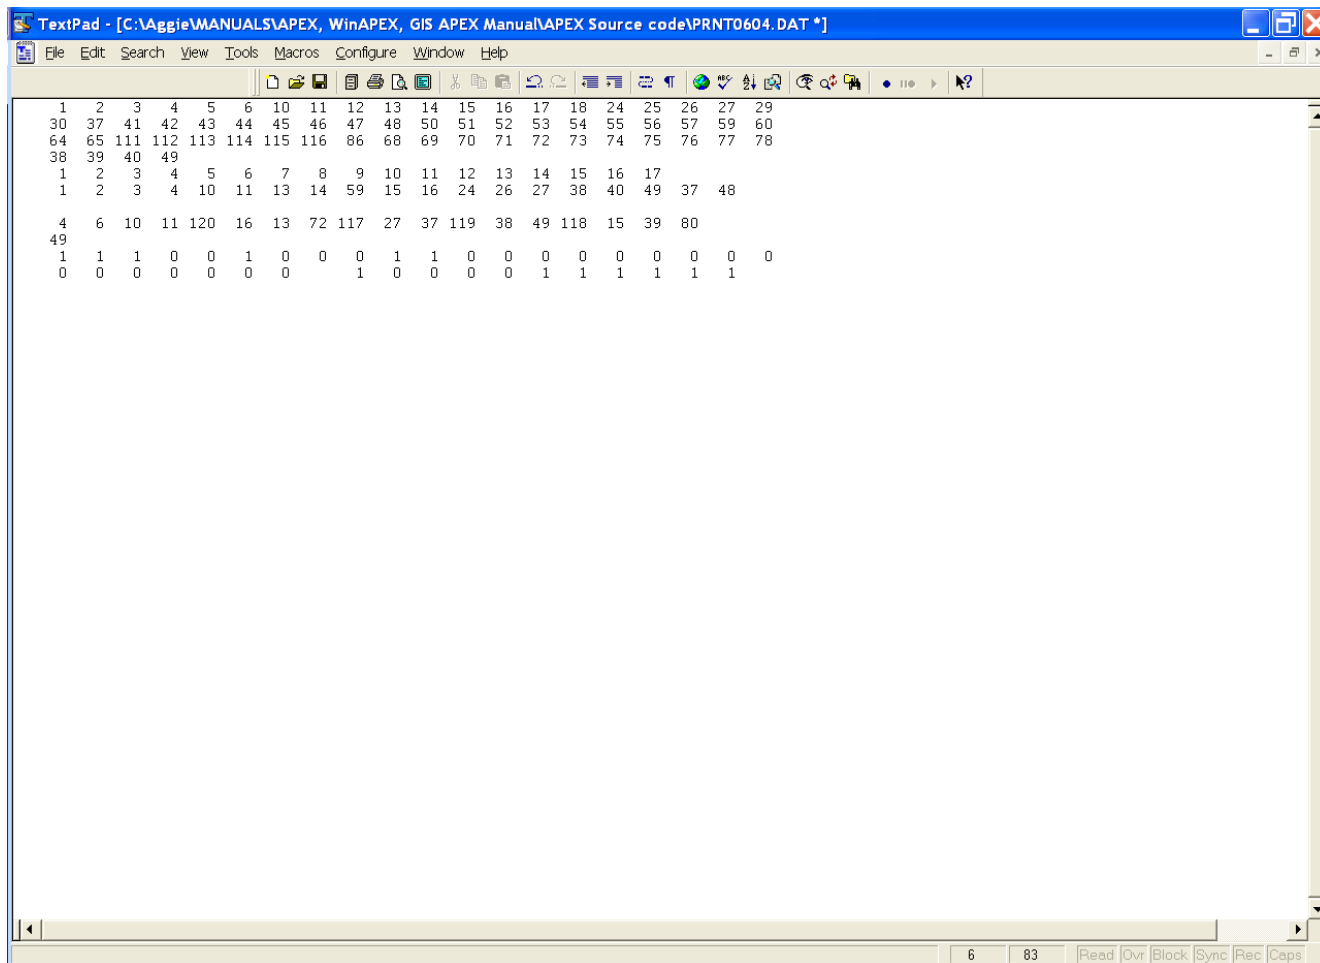 TextPad - [C:\Aggie\MANUALS\APEX, WinAPEX, GIS APEX Manual\APEX Source code\PRNT0604.DAT *]
File Edit Search View Tools Macros Configure Window Help
1 2 3 4 5 6 10 11 12 13 14 15 16 17 18 24 25 26 27 29
30 37 41 42 43 44 45 46 47 48 50 51 52 53 54 55 56 57 59 60
64 65 111 112 113 114 115 116 86 68 69 70 71 72 73 74 75 76 77 78
38 39 40 49
1 2 3 4 5 6 7 8 9 10 11 12 13 14 15 16 17
1 2 3 4 10 11 13 14 59 15 16 24 26 27 38 40 49 37 48
4 6 10 11 120 16 13 72 117 27 37 119 38 49 118 15 39 80
49
1 1 1 0 0 1 0 0 0 1 1 0 0 0 0 0 0 0 0 0
0 0 0 0 0 0 0 1 0 0 0 0 1 1 1 1 1 1
6 83 Read Ovr Block Sync Rec Caps